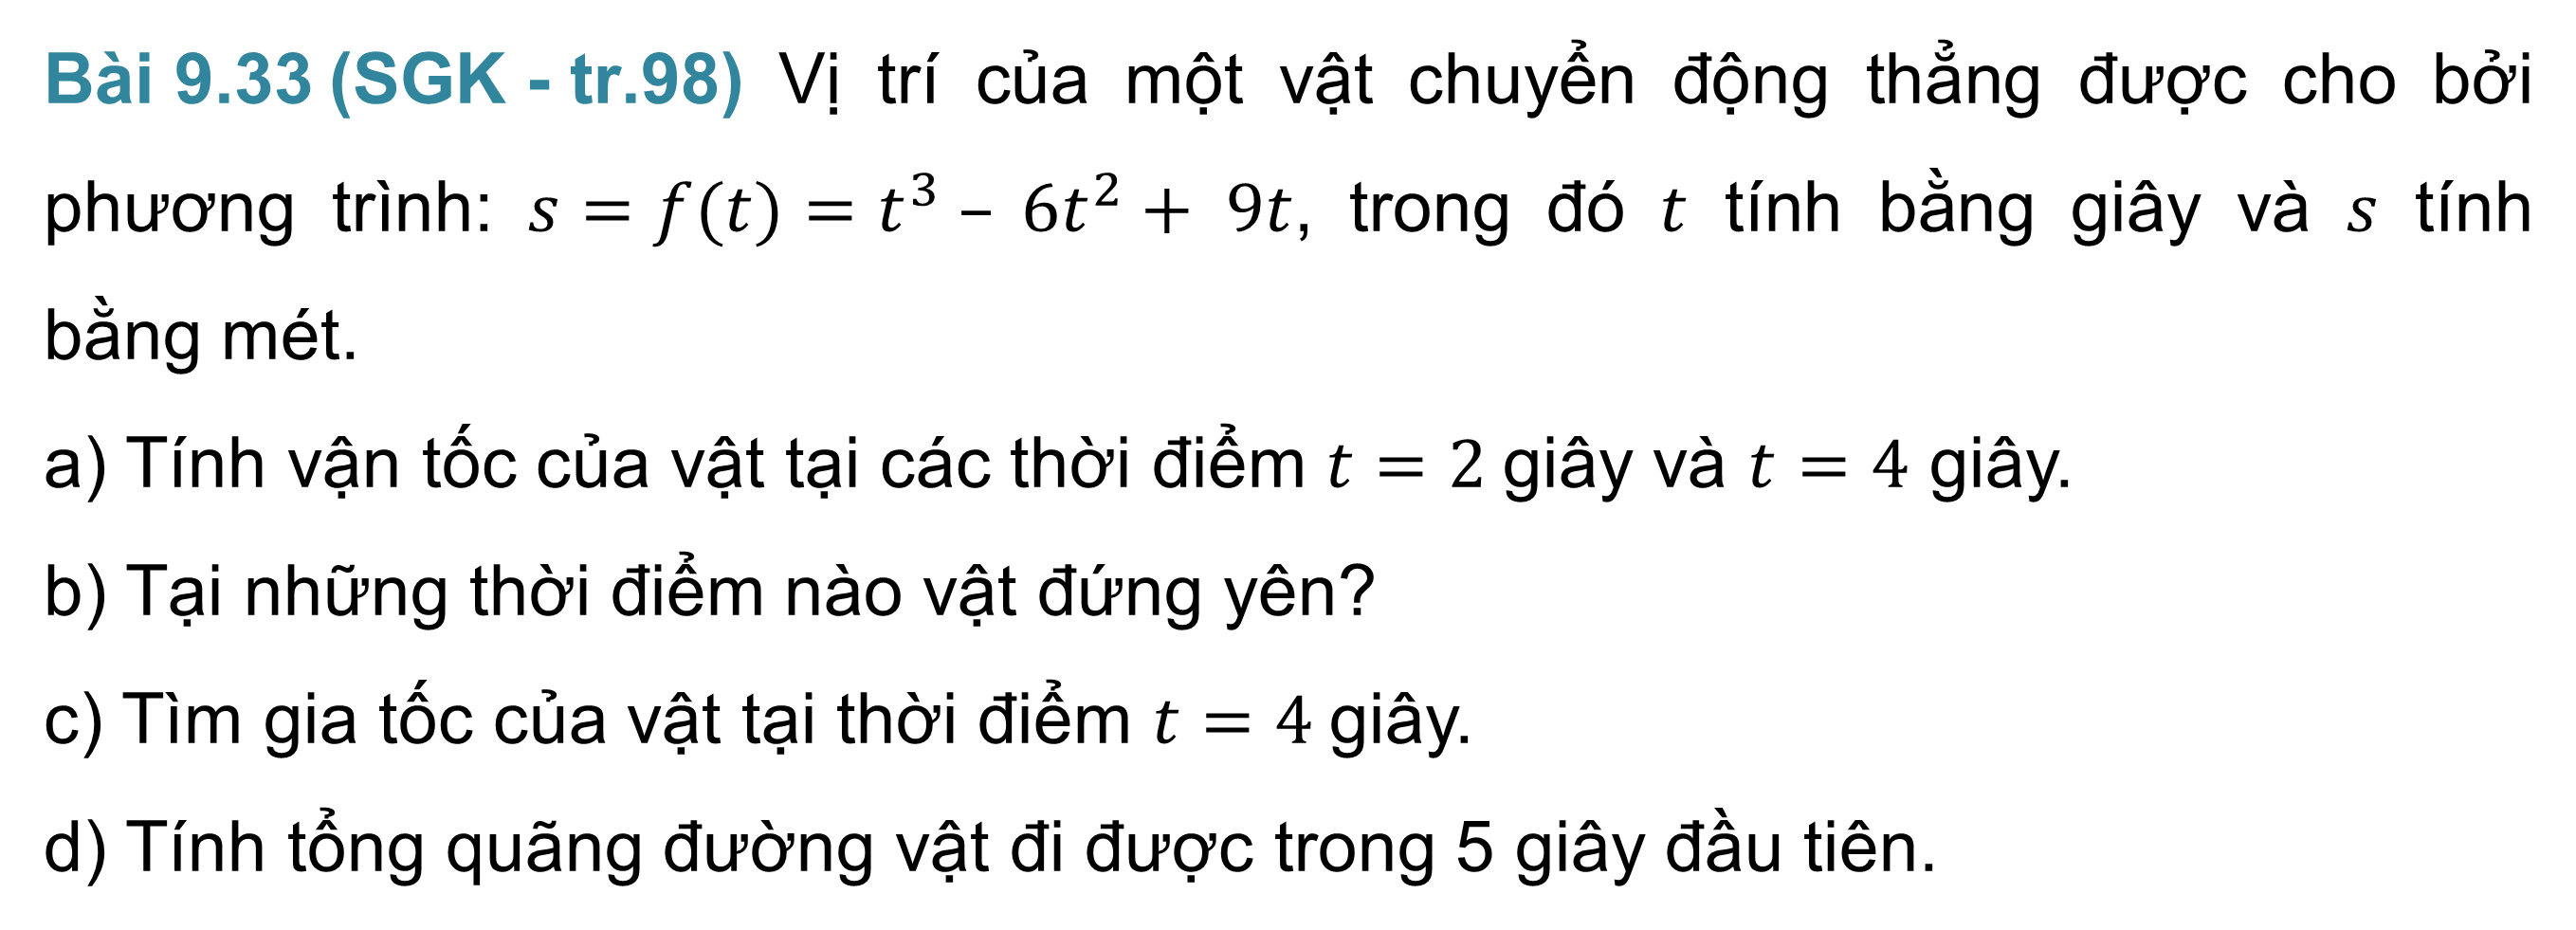 Bài 9.33 (SGK - tr.98) Vị trí của một vật chuyển động thẳng được cho bởi
phương trình: s = f(t) = t³ – 6t² + 9t, trong đó t tính bằng giây và s tính
bằng mét.
a) Tính vận tốc của vật tại các thời điểm t = 2 giây và t = 4 giây.
b) Tại những thời điểm nào vật đứng yên?
c) Tìm gia tốc của vật tại thời điểm t = 4 giây.
d) Tính tổng quãng đường vật đi được trong 5 giây đầu tiên.